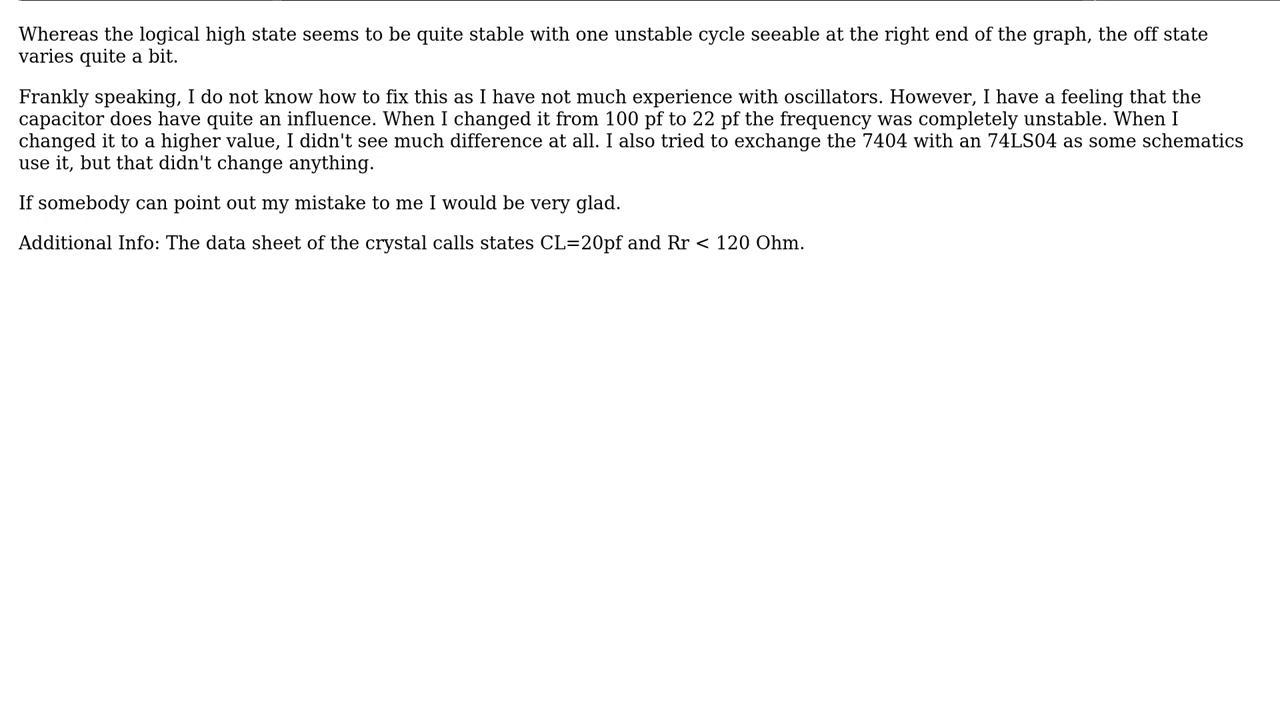 Whereas the logical high state seems to be quite stable with one unstable cycle seeable at the right end of the graph, the off state
varies quite a bit.
Frankly speaking, I do not know how to fix this as I have not much experience with oscillators. However, I have a feeling that the
capacitor does have quite an influence. When I changed it from 100 pf to 22 pf the frequency was completely unstable. When I
changed it to a higher value, I didn't see much difference at all. I also tried to exchange the 7404 with an 74LS04 as some schematics
use it, but that didn't change anything.
If somebody can point out my mistake to me I would be very glad.
Additional Info: The data sheet of the crystal calls states CL=20pf and Rr < 120 Ohm.